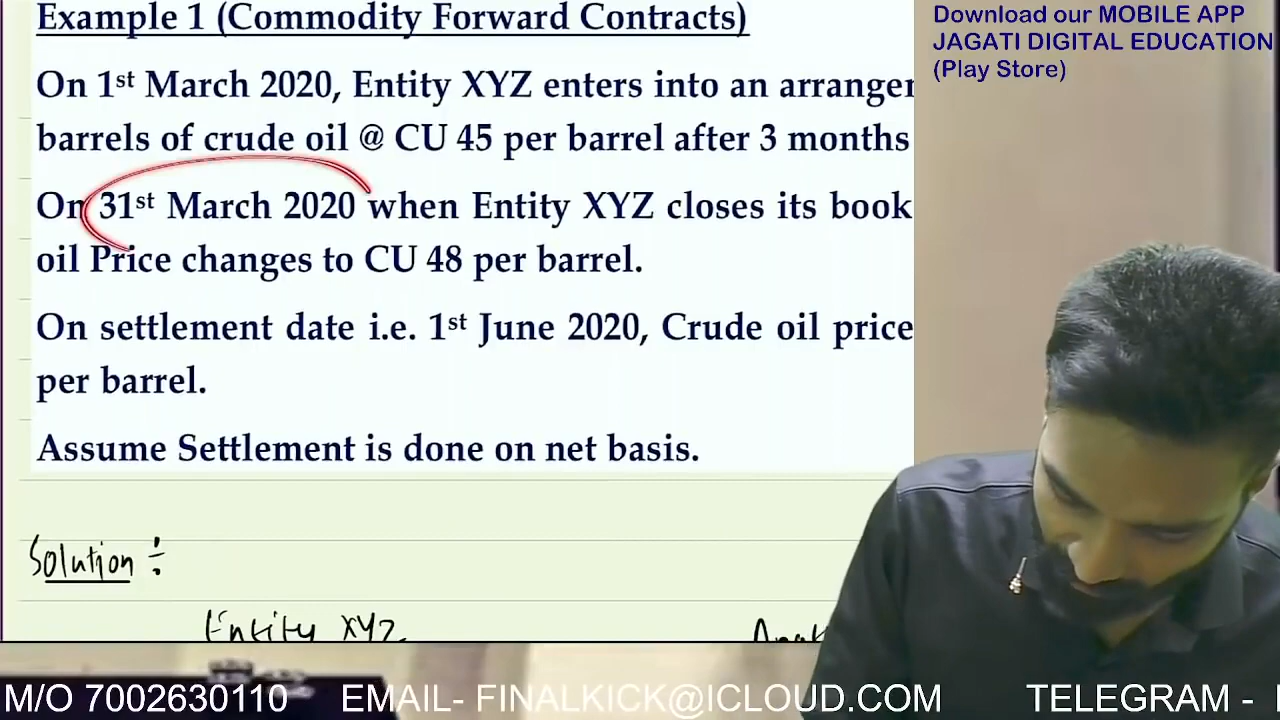 Example 1 (Commodity Forward Contracts)
On 1st March 2020, Entity XYZ enters into an arranger
barrels of crude oil @ CU 45 per barrel after 3 months
On 31st March 2020 when Entity XYZ closes its book
oil Price changes to CU 48 per barrel.
On settlement date i.e. 1st June 2020, Crude oil price
per barrel.
Assume Settlement is done on net basis.
Solution :
Entity XYZ
Download our MOBILE APP
JAGATI DIGITAL EDUCATION
(Play Store)
M/O 7002630110 EMAIL- FINALKICK@ICLOUD.COM TELEGRAM -